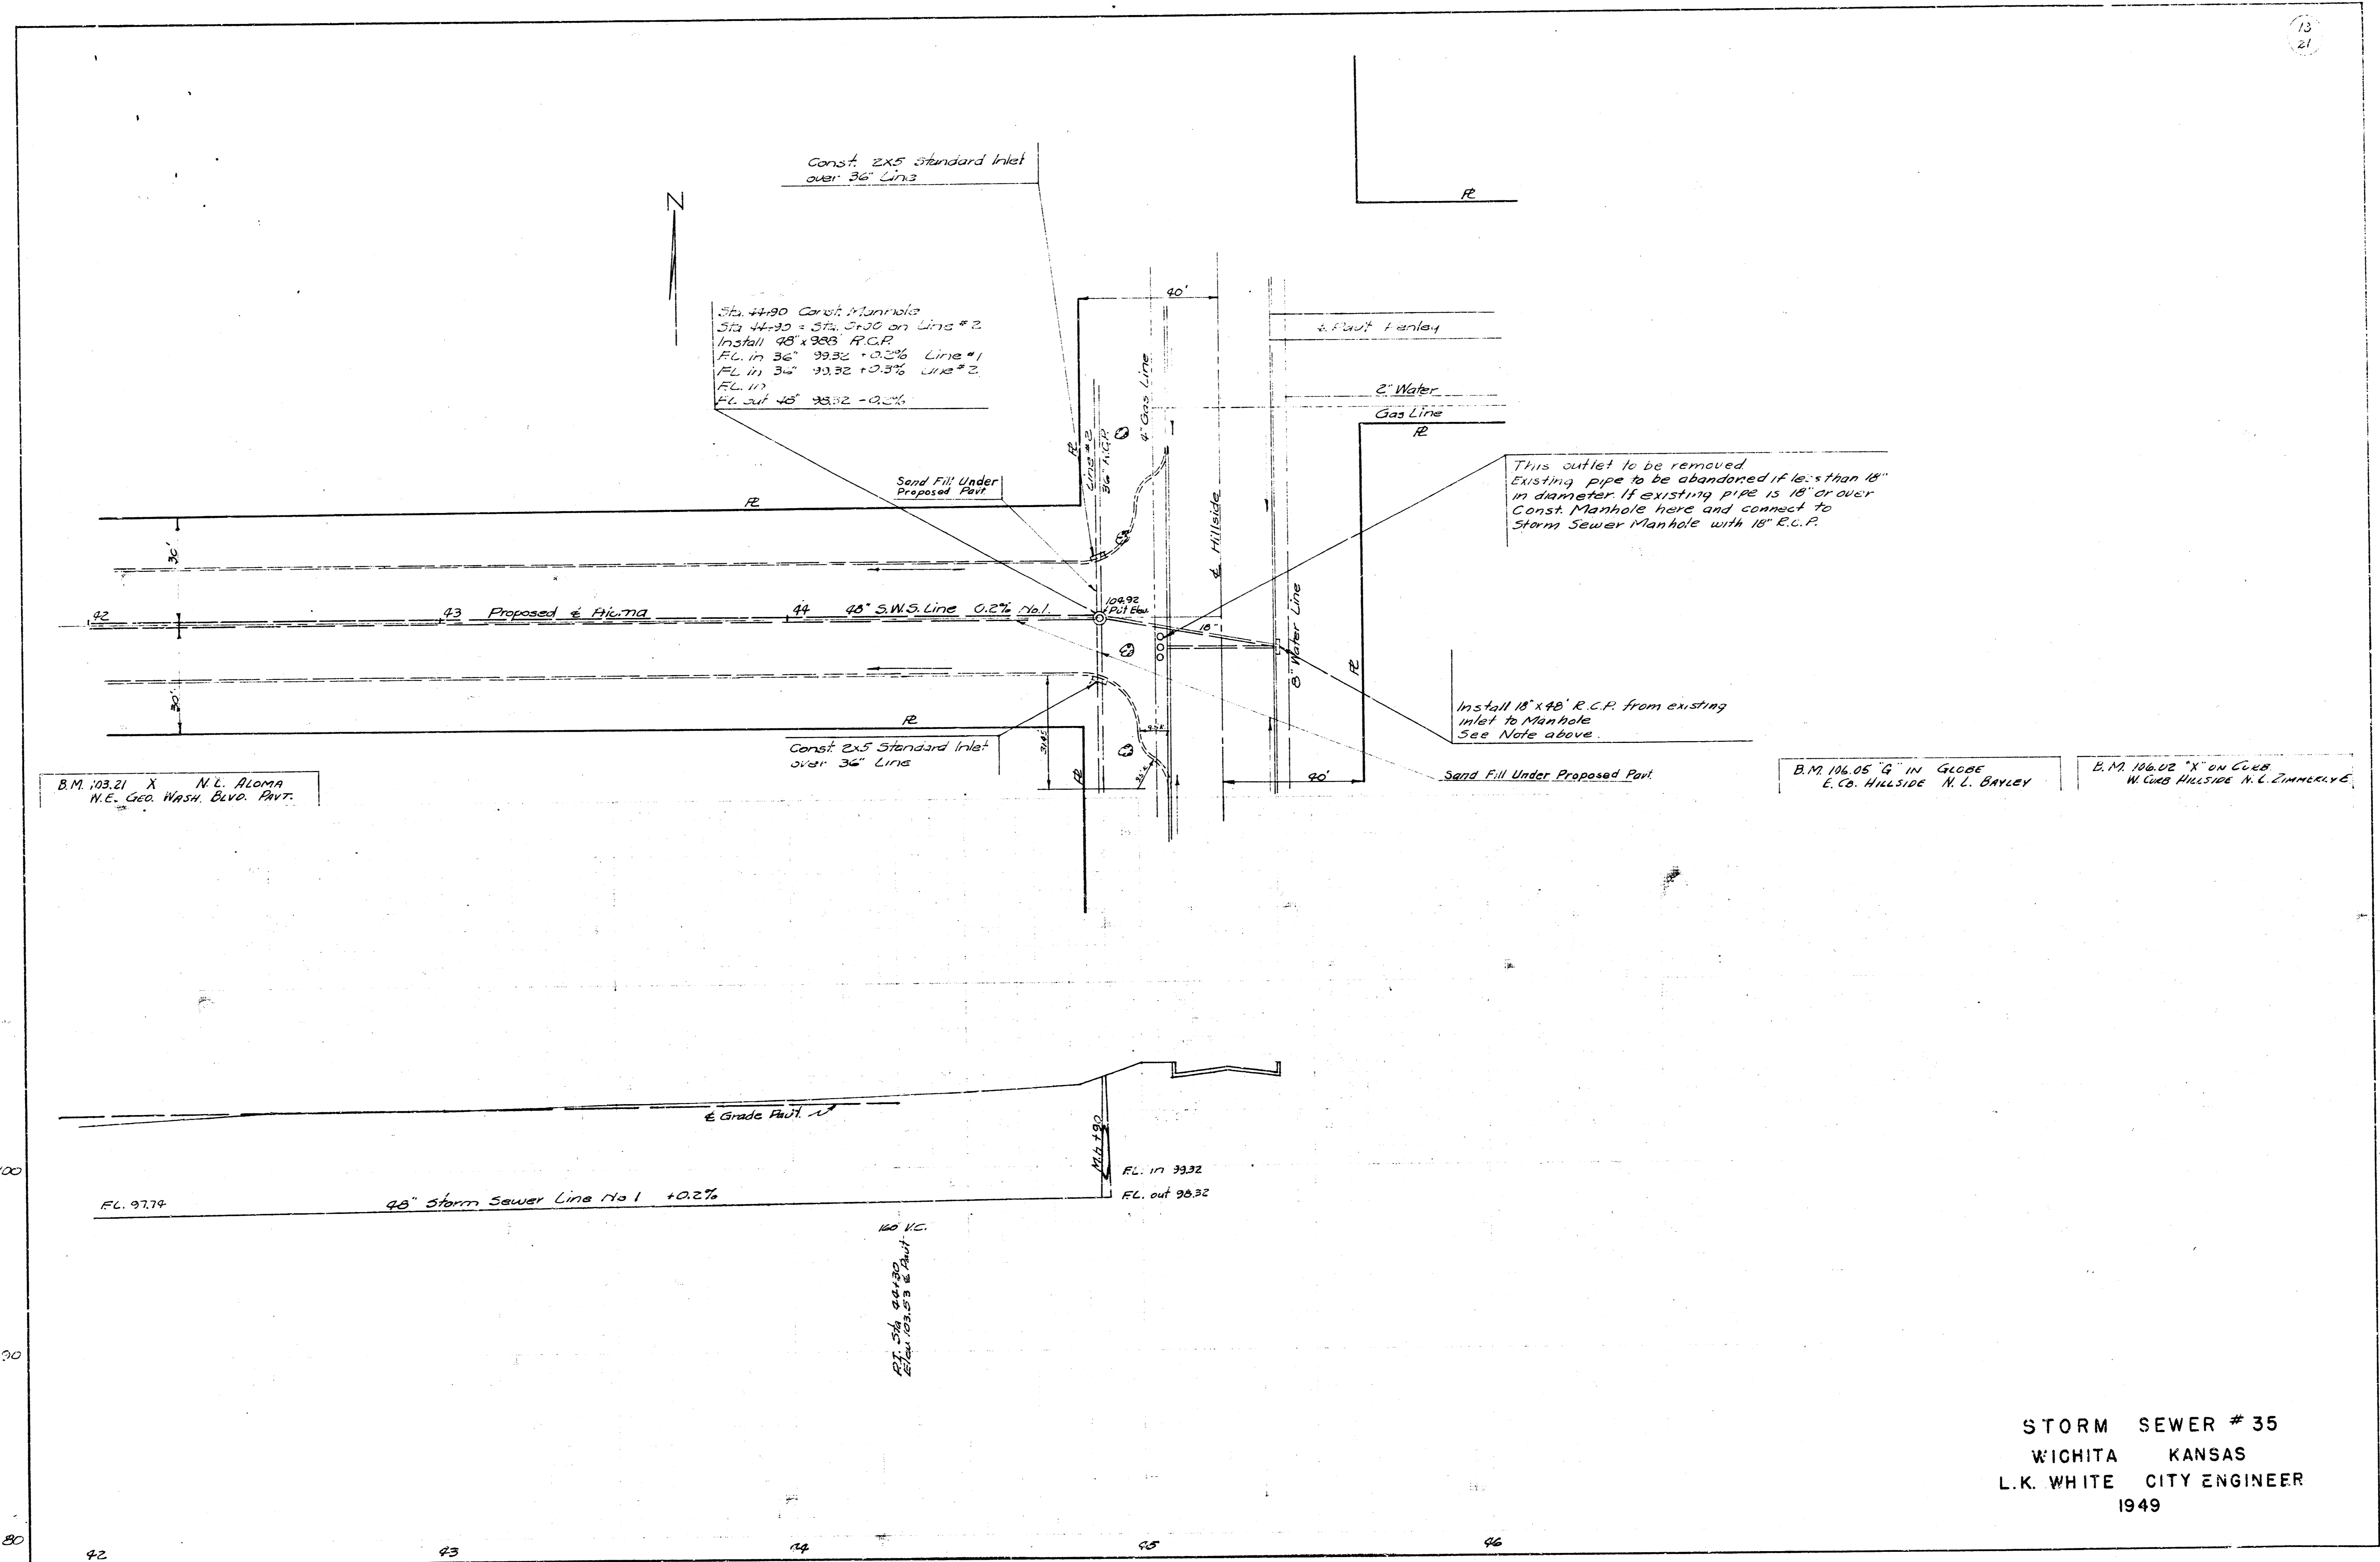 13
21
Const. 2X5 Standard Inlet
over 36" Line
N
Sta. 44+90 Const. Manhole
Sta 44+90 = Sta. 0+00 on Line #2
Install 48" x 988' R.C.P.
F.L. in 36" 99.32 +0.2% Line #1
F.L. in 36" 99.32 +0.3% Line #2
F.L. in
F.L. out 48" 98.32 -0.2%
40'
Henley
2" Water
Gas Line
4" Gas Line
Line #2
36"
Sand Fill Under
Proposed Pav't
This outlet to be removed.
Existing pipe to be abandoned if less than 18"
in diameter. If existing pipe is 18" or over
Const. Manhole here and connect to
Storm Sewer Manhole with 18" R.C.P.
℄ Hillside
30'
42
43 Proposed ℄
44 48" S.W.S. Line 0.2% No.1.
104.92
18"
8" Water Line
30'
Install 18" x 48' R.C.P. from existing
inlet to Manhole
See Note above.
Const. 2x5 Standard Inlet
over 36" Line
40'
Sand Fill Under Proposed Pavt.
B.M. 103.21 X N.L. ALOMA
N.E. GEO. WASH. BLVD. PAVT.
B.M. 106.05 "G" IN GLOBE
E. CB. HILLSIDE N.L. BAYLEY
B.M. 106.02 "X" ON CURB
W. CURB HILLSIDE N.L. ZIMMERLY E
℄ Grade Pavt.
M.h +90
F.L. in 99.32
F.L. out 98.32
F.L. 97.74
48" Storm Sewer Line No 1 +0.2%
160' V.C.
P.I. Sta 44+30
Elev 103.53 ℄ Pavt
100
90
80
42
43
44
45
46
STORM SEWER # 35
WICHITA KANSAS
L.K. WHITE CITY ENGINEER
1949